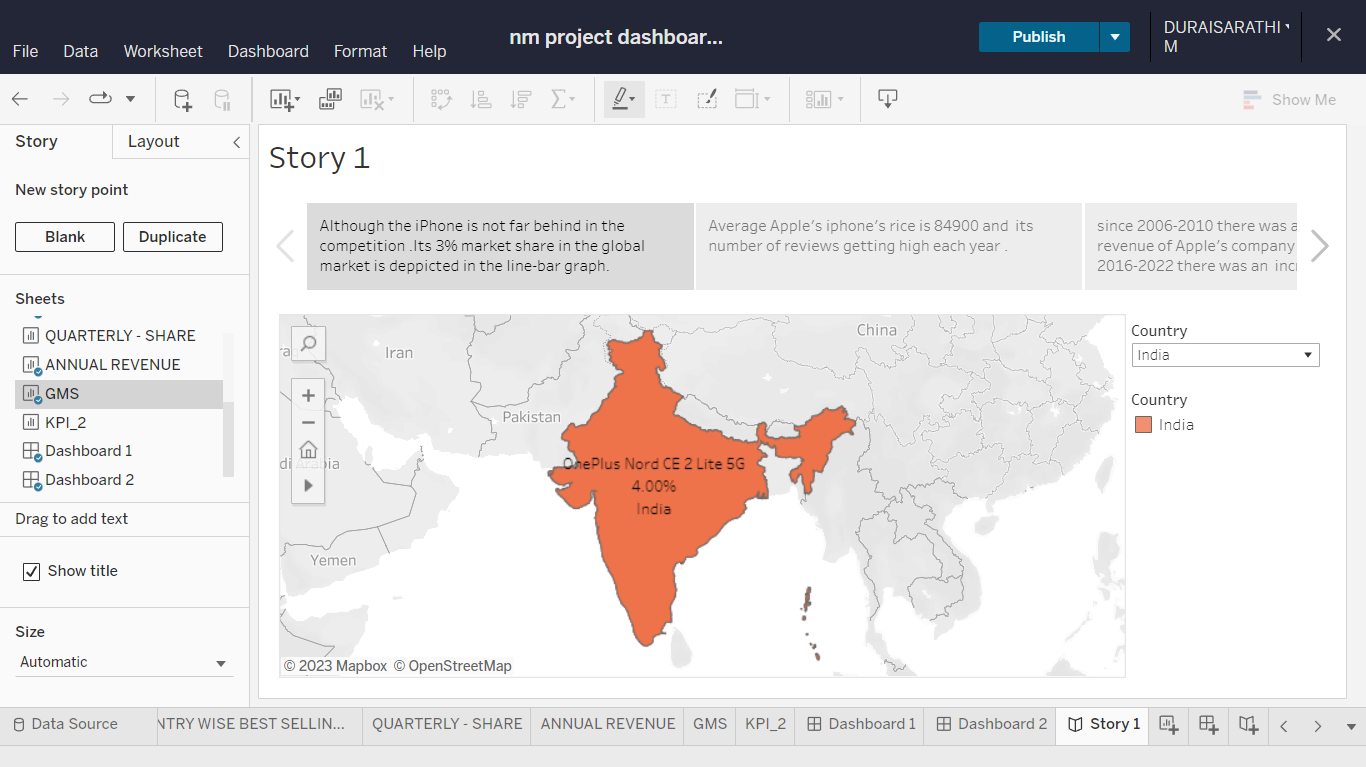 nm project dashboar...
Publish
DURAISARATHI
M
File Data Worksheet Dashboard Format Help
Show Me
Story
Layout
New story point
Blank
Duplicate
Sheets
QUARTERLY - SHARE
ANNUAL REVENUE
GMS
KPI_2
Dashboard 1
Dashboard 2
Drag to add text
Show title
Size
Automatic
Story 1
Although the iPhone is not far behind in the
competition .Its 3% market share in the global
market is deppicted in the line-bar graph.
Average Apple's iphone's rice is 84900 and its
number of reviews getting high each year .
since 2006-2010 there was a
revenue of Apple's company
2016-2022 there was an incr
China
Iran
Pakistan
di Arabia
Yemen
OnePlus Nord CE 2 Lite 5G
4.00%
India
© 2023 Mapbox © OpenStreetMap
Country
India
Country
India
Data Source
NTRY WISE BEST SELLIN...
QUARTERLY - SHARE
ANNUAL REVENUE
GMS
KPI_2
Dashboard 1
Dashboard 2
Story 1